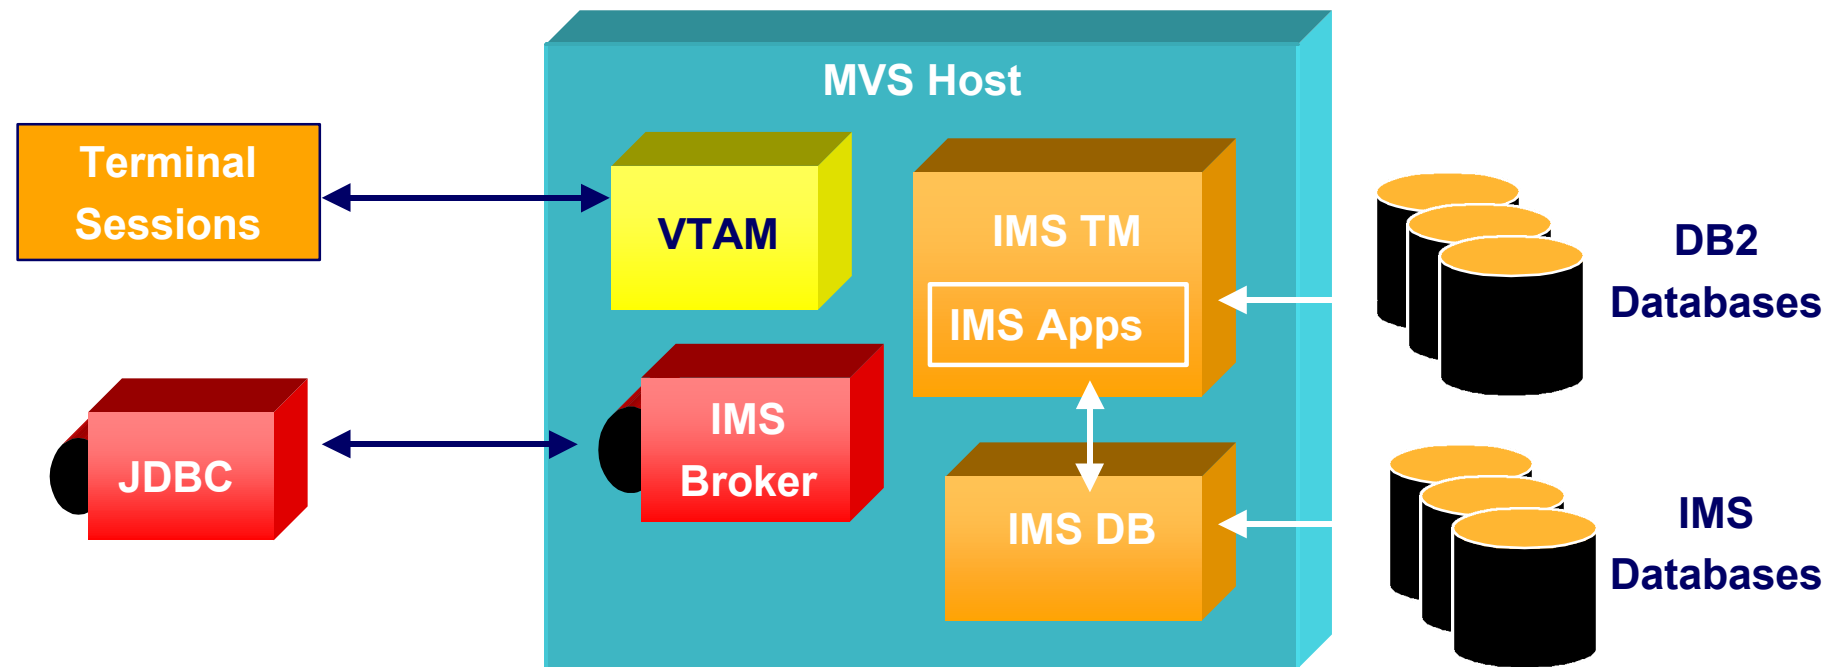 MVS Host
Terminal
Sessions
VTAM
IMS TM
IMS Apps
DB2
Databases
JDBC
IMS
Broker
IMS DB
IMS
Databases